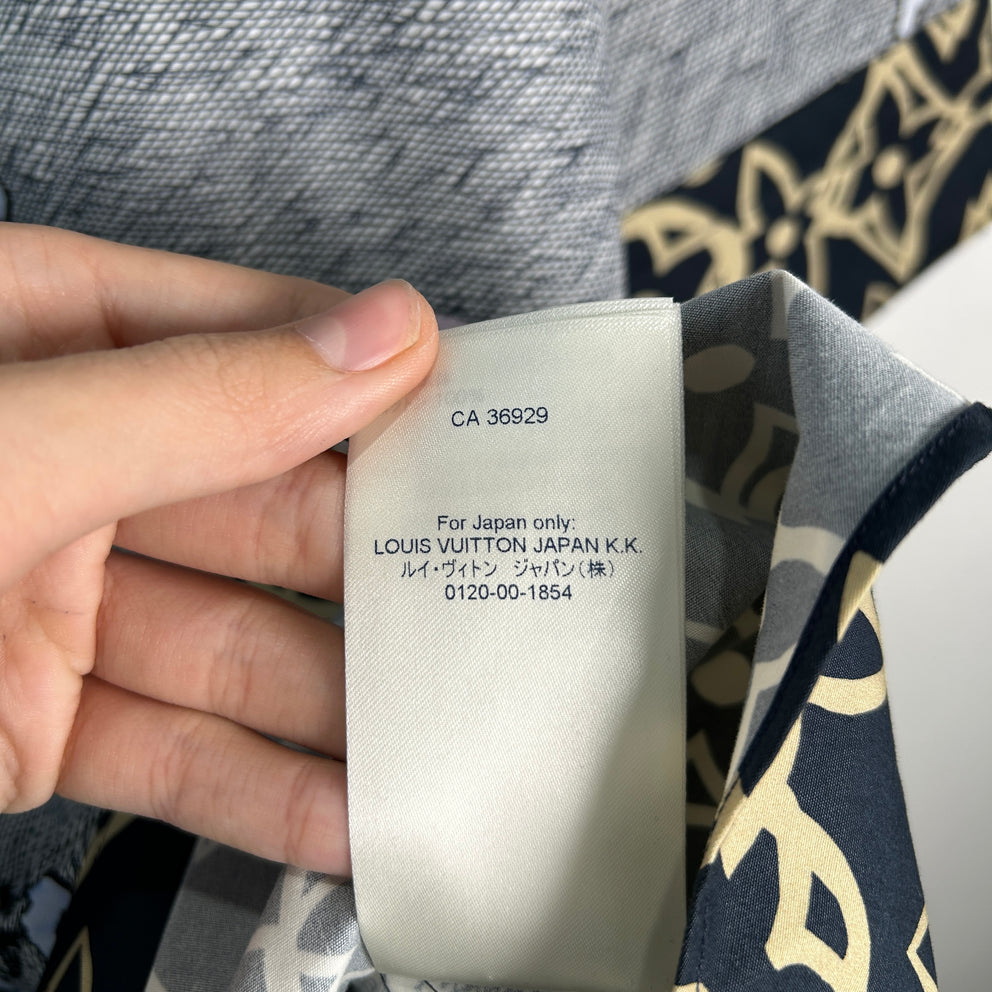 CA 36929
For Japan only:
LOUIS VUITTON JAPAN K.K.
ルイ・ヴィトン　ジャパン(株)
0120-00-1854